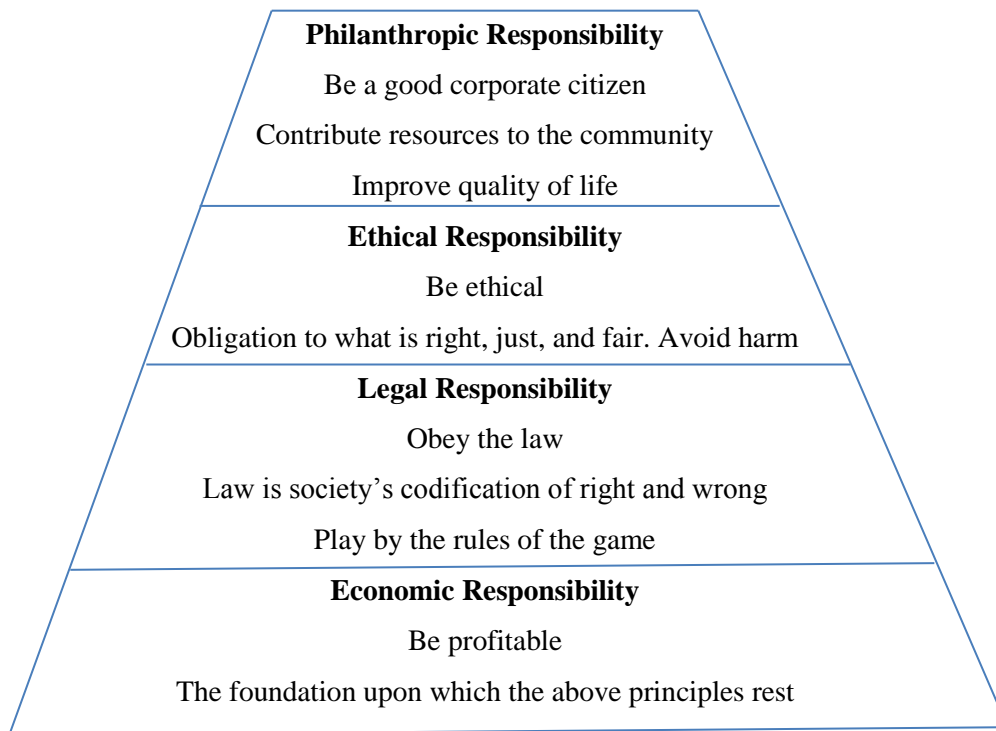 Philanthropic Responsibility
Be a good corporate citizen
Contribute resources to the community
Improve quality of life
Ethical Responsibility
Be ethical
Obligation to what is right, just, and fair. Avoid harm
Legal Responsibility
Obey the law
Law is society’s codification of right and wrong
Play by the rules of the game
Economic Responsibility
Be profitable
The foundation upon which the above principles rest